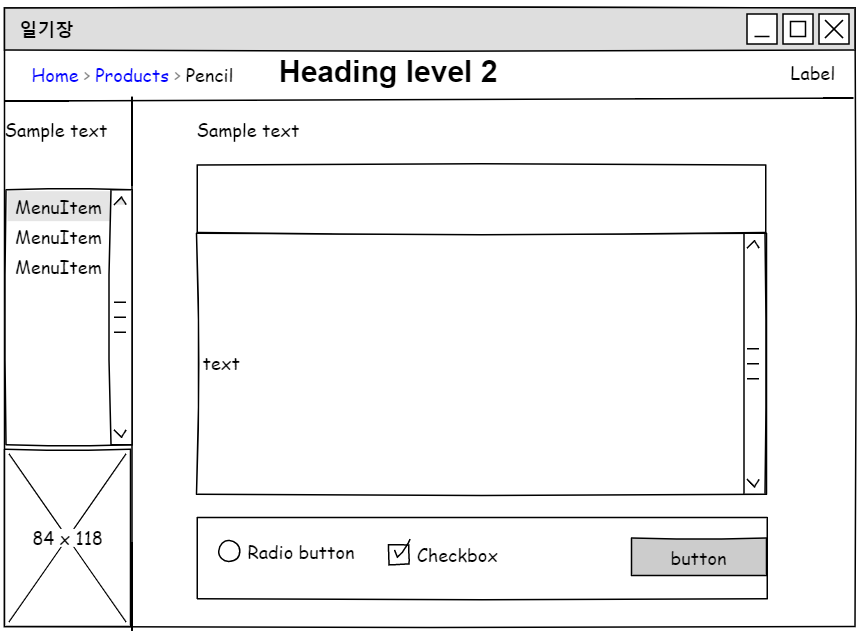 일기장
Home > Products > Pencil
Heading level 2
Label
Sample text
MenuItem
MenuItem
MenuItem
84 x 118
Sample text
text
Radio button
Checkbox
button